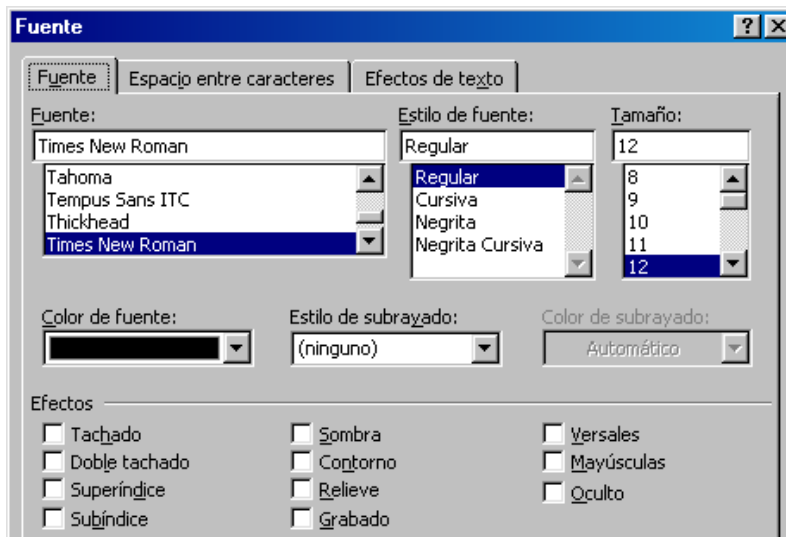 Fuente
Fuente Espacio entre caracteres Efectos de texto
Fuente: Estilo de fuente: Tamaño:
Times New Roman Regular 12
Tahoma Regular 8
Tempus Sans ITC Cursiva 9
Thickhead Negrita 10
Times New Roman Negrita Cursiva 11
12
Color de fuente: Estilo de subrayado: Color de subrayado:
(ninguno) Automático
Efectos
Tachado Sombra Versales
Doble tachado Contorno Mayúsculas
Superíndice Relieve Oculto
Subíndice Grabado